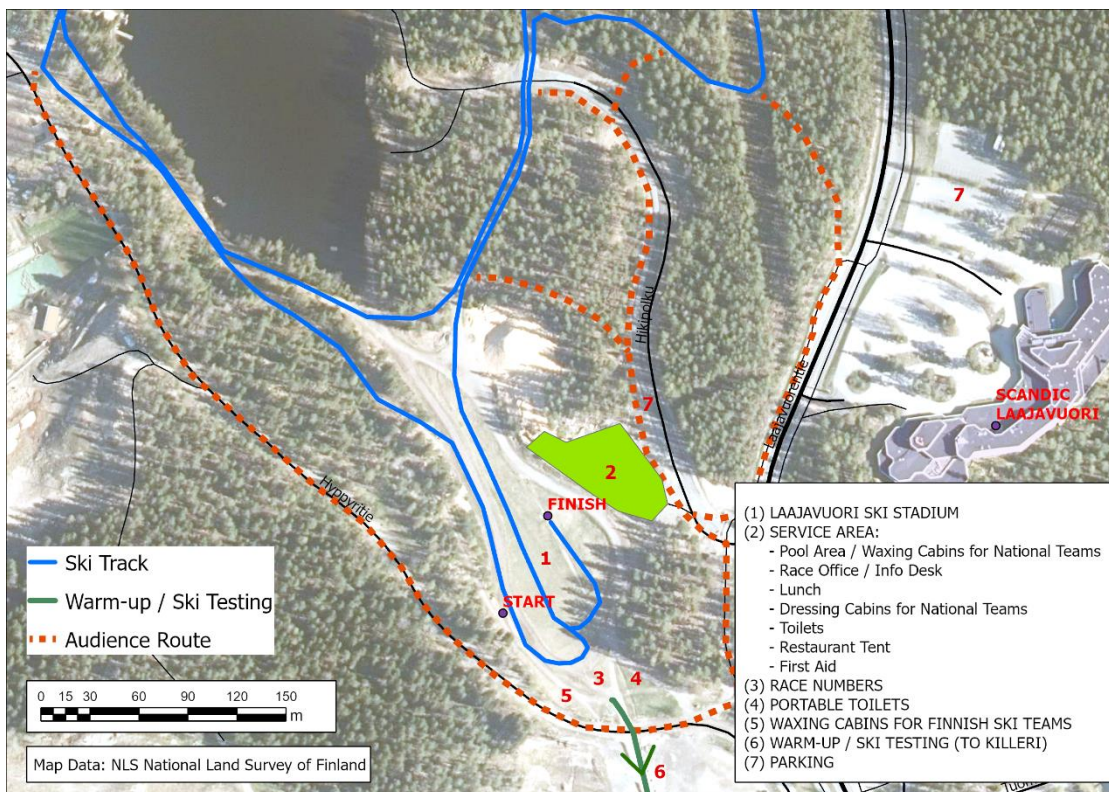 7
Hikipolku
Laajavuorentie
SCANDIC
LAAJAVUORI
7
2
Hyppyritie
FINISH
1
START
3
4
5
6
Ski Track
Warm-up / Ski Testing
Audience Route
0 15 30 60 90 120 150
m
Map Data: NLS National Land Survey of Finland
(1) LAAJAVUORI SKI STADIUM
(2) SERVICE AREA:
- Pool Area / Waxing Cabins for National Teams
- Race Office / Info Desk
- Lunch
- Dressing Cabins for National Teams
- Toilets
- Restaurant Tent
- First Aid
(3) RACE NUMBERS
(4) PORTABLE TOILETS
(5) WAXING CABINS FOR FINNISH SKI TEAMS
(6) WARM-UP / SKI TESTING (TO KILLERI)
(7) PARKING